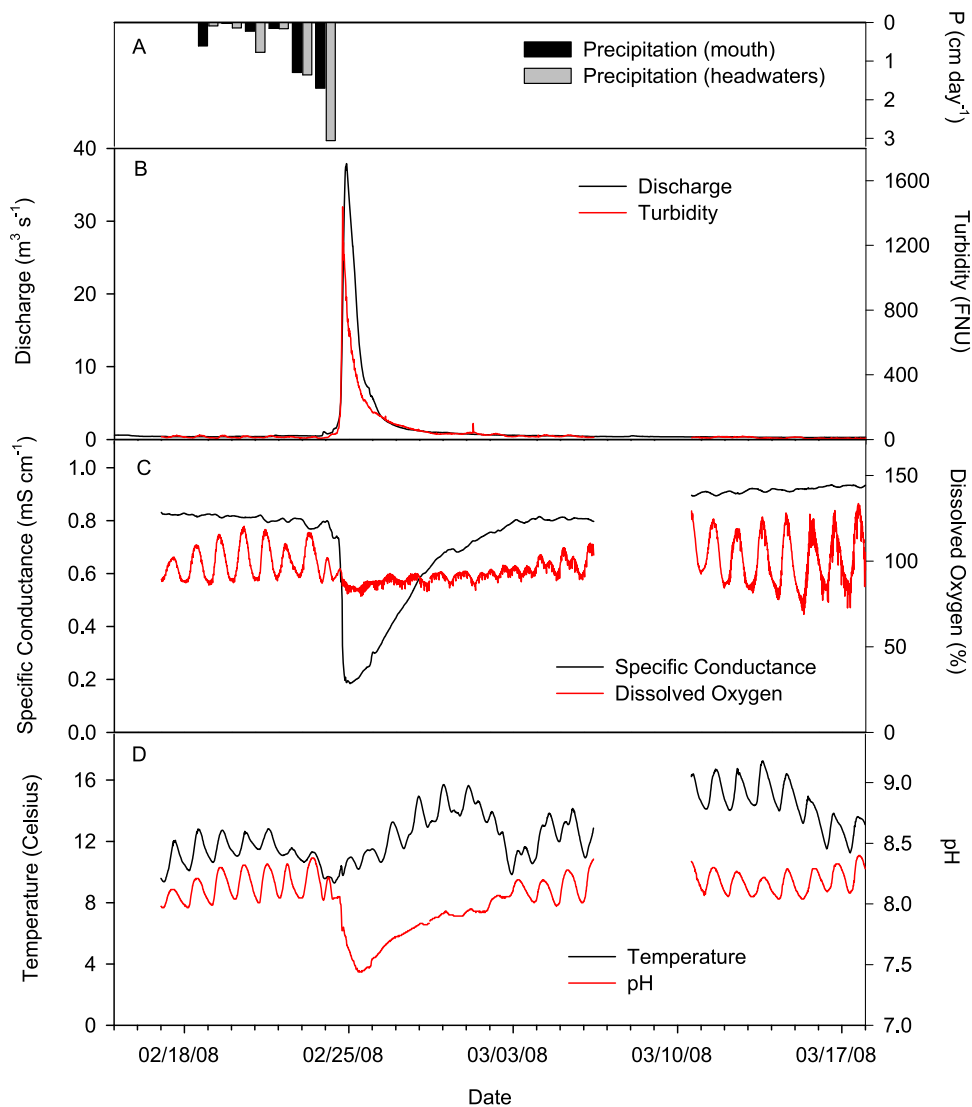 A
Precipitation (mouth)
Precipitation (headwaters)
0
1
2
3
P (cm day⁻¹)
B
Discharge
Turbidity
40
30
20
10
0
Discharge (m³ s⁻¹)
1600
1200
800
400
0
Turbidity (FNU)
C
Specific Conductance
Dissolved Oxygen
1.0
0.8
0.6
0.4
0.2
0.0
Specific Conductance (mS cm⁻¹)
150
100
50
0
Dissolved Oxygen (%)
D
Temperature
pH
16
12
8
4
0
Temperature (Celsius)
9.0
8.5
8.0
7.5
7.0
pH
02/18/08 02/25/08 03/03/08 03/10/08 03/17/08
Date